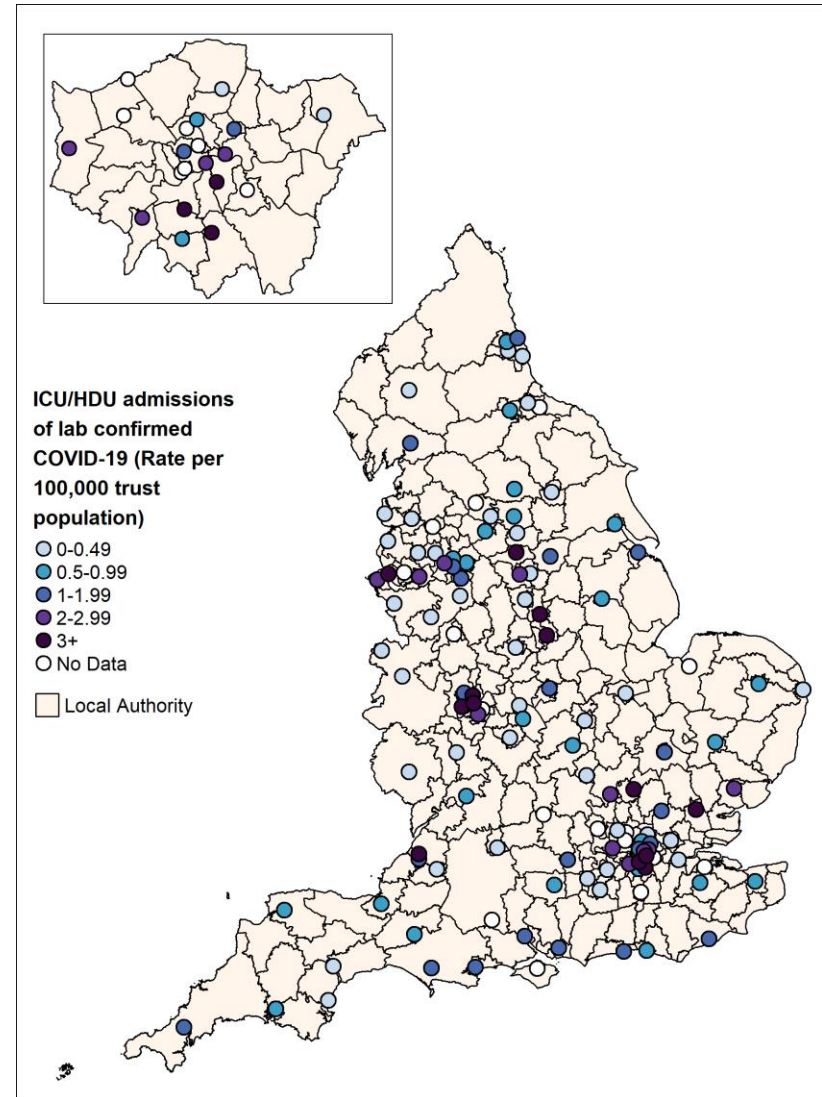 ICU/HDU admissions
of lab confirmed
COVID-19 (Rate per
100,000 trust
population)
0-0.49
0.5-0.99
1-1.99
2-2.99
3+
No Data
Local Authority